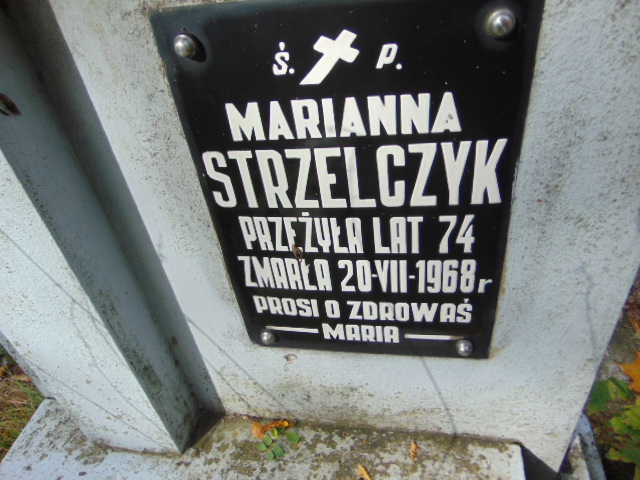 Ś. P.
MARIANNA
STRZELCZYK
PRZEŻYŁA LAT 74
ZMARŁA 20-VII-1968 r
PROSI O ZDROWAŚ
MARIA